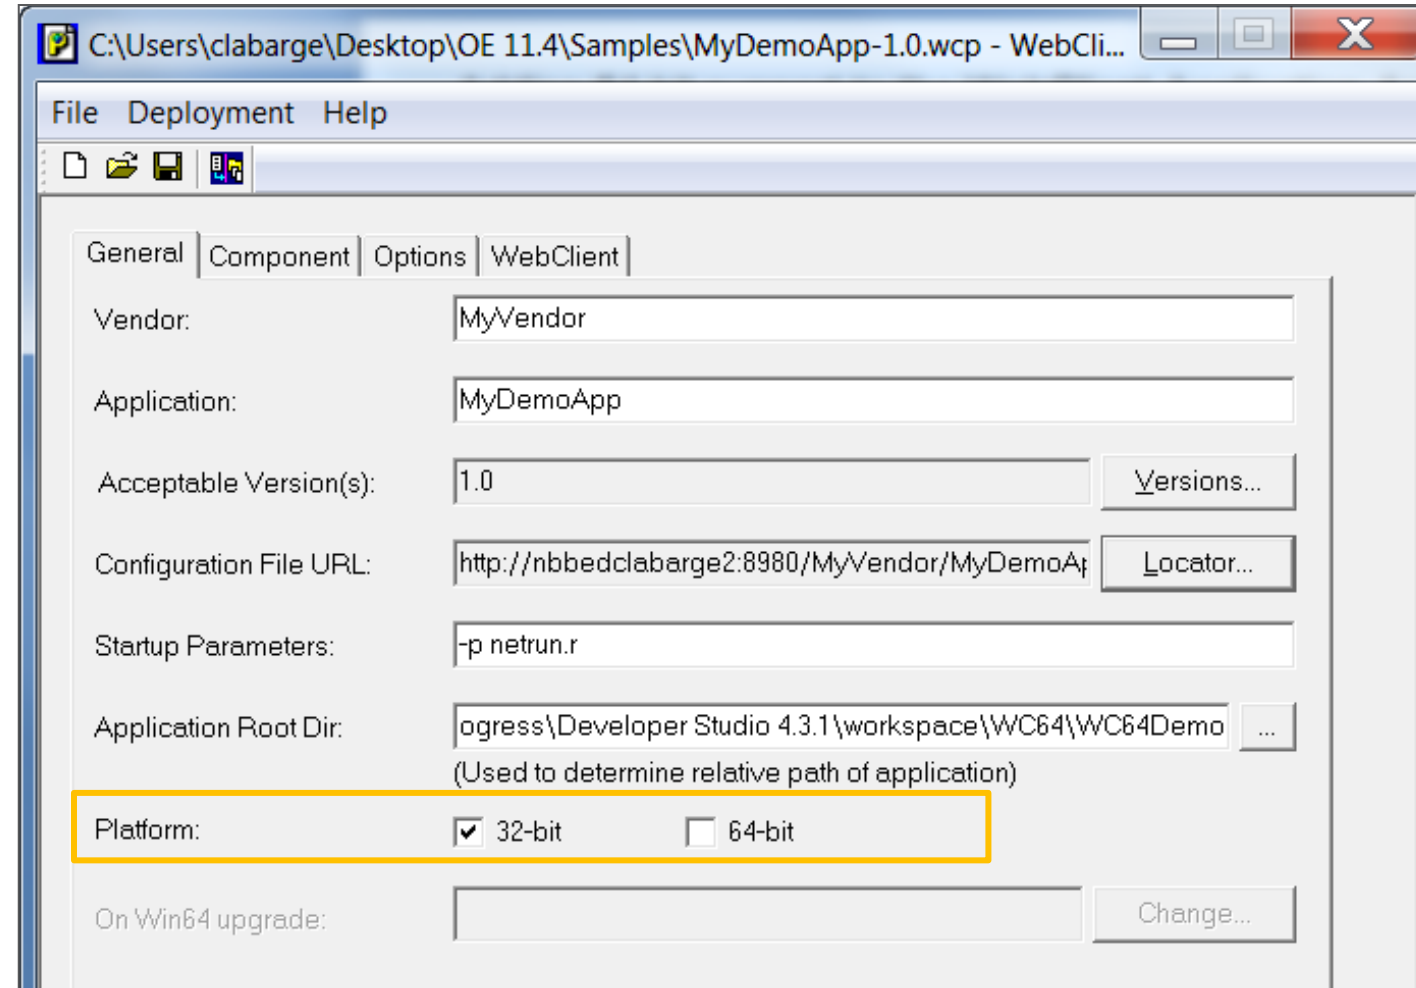 C:\Users\clabarge\Desktop\OE 11.4\Samples\MyDemoApp-1.0.wcp - WebCli...
File Deployment Help
General Component Options WebClient
Vendor: MyVendor
Application: MyDemoApp
Acceptable Version(s): 1.0 Versions...
Configuration File URL: http://nbbedclabarge2:8980/MyVendor/MyDemoAp Locator...
Startup Parameters: -p netrun.r
Application Root Dir: ogress\Developer Studio 4.3.1\workspace\WC64\WC64Demo ...
(Used to determine relative path of application)
Platform: 32-bit 64-bit
On Win64 upgrade: Change...